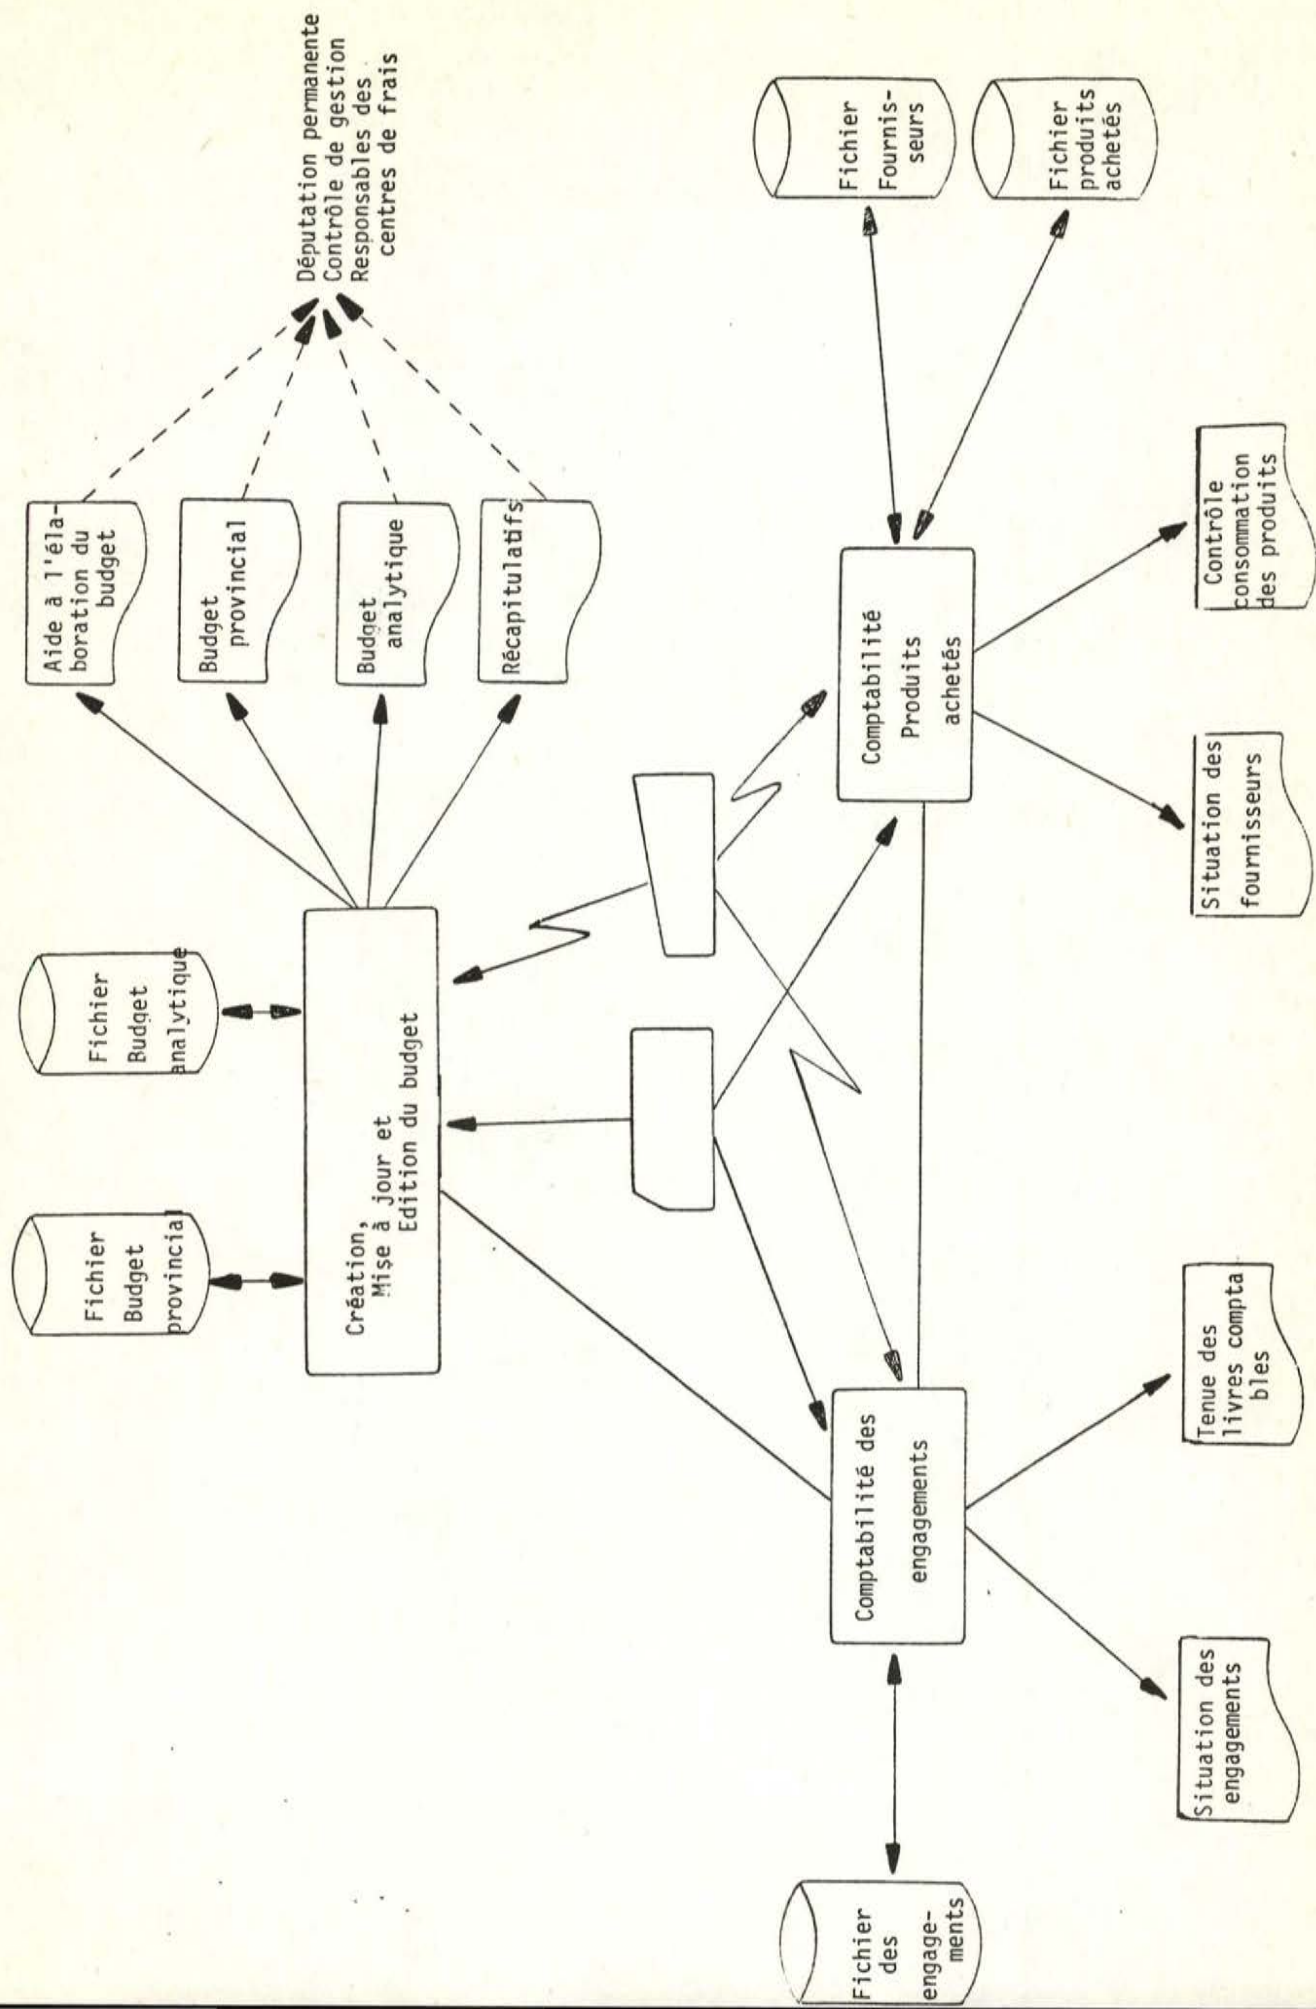 Fichier
Budget
provincial
Fichier
Budget
analytique
Création,
Mise à jour et
Edition du budget
Aide à l'éla-
boration du
budget
Budget
provincial
Budget
analytique
Récapitulatifs
Députation permanente
Contrôle de gestion
Responsables des
centres de frais
Fichier
des
engage-
ments
Comptabilité des
engagements
Comptabilité
Produits
achetés
Fichier
Fournis-
seurs
Fichier
produits
achetés
Situation des
engagements
Tenue des
livres compta
bles
Situation des
fournisseurs
Contrôle
consommation
des produits